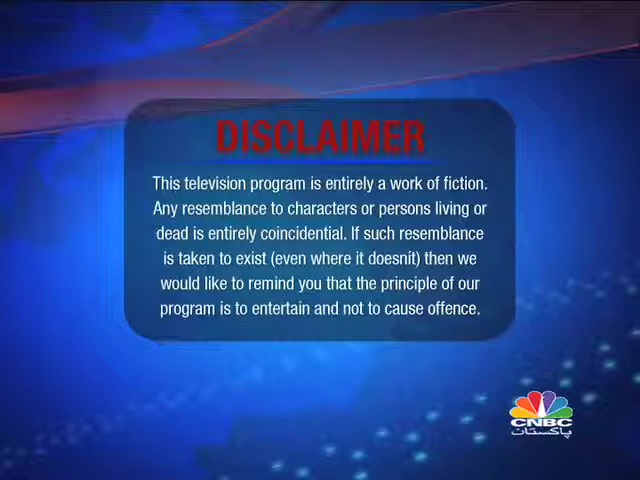 DISCLAIMER
This television program is entirely a work of fiction.
Any resemblance to characters or persons living or
dead is entirely coincidential. If such resemblance
is taken to exist (even where it doesnít) then we
would like to remind you that the principle of our
program is to entertain and not to cause offence.
CNBC
پاکستان